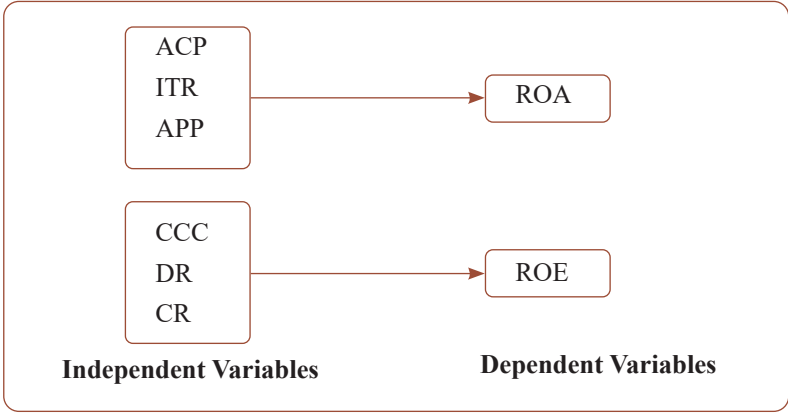 ACP
ITR
APP
ROA
CCC
DR
CR
ROE
Independent Variables
Dependent Variables